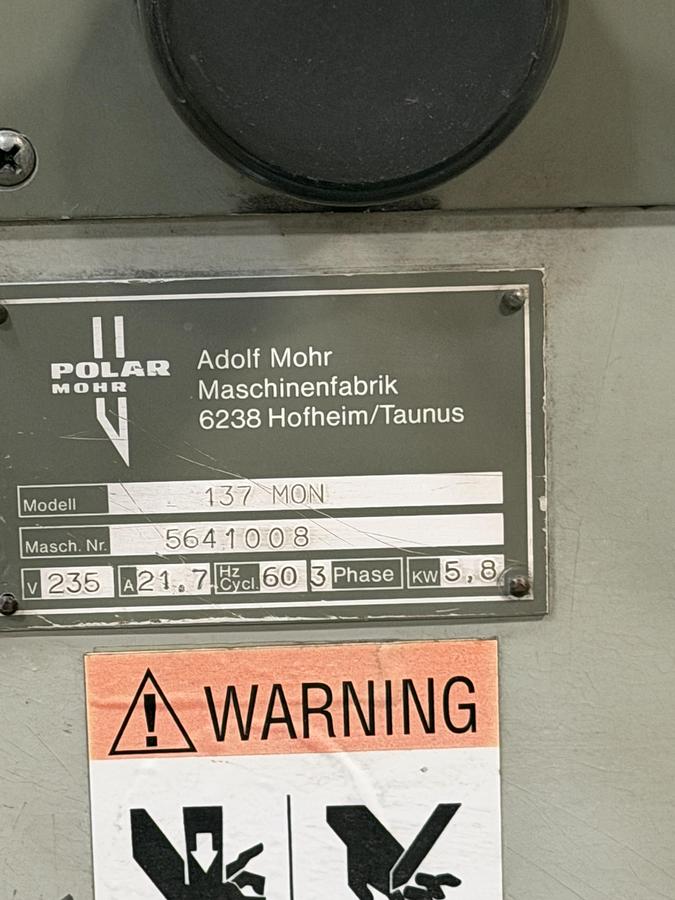 POLAR
MOHR
Adolf Mohr
Maschinenfabrik
6238 Hofheim/Taunus
Modell 137 MON
Masch. Nr. 5641008
V 235 A 21.7 Hz Cycl. 60 3 Phase KW 5,8
WARNING